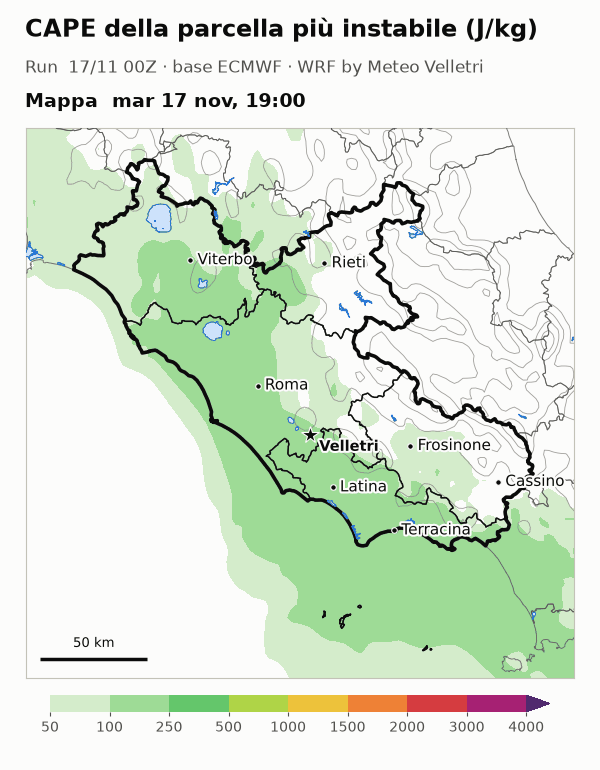 CAPE della parcella più instabile (J/kg)
Run  17/11 00Z · base ECMWF · WRF by Meteo Velletri
Mappa  mar 17 nov, 19:00
Viterbo
Rieti
Roma
Velletri
Frosinone
Latina
Cassino
Terracina
50 km
50 100 250 500 1000 1500 2000 3000 4000